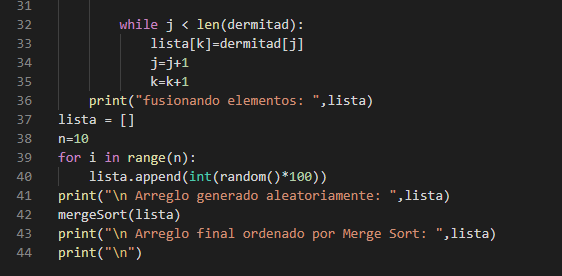 31
32 while j < len(dermitad):
33 lista[k]=dermitad[j]
34 j=j+1
35 k=k+1
36 print("fusionando elementos: ",lista)
37 lista = []
38 n=10
39 for i in range(n):
40 lista.append(int(random()*100))
41 print("\n Arreglo generado aleatoriamente: ",lista)
42 mergeSort(lista)
43 print("\n Arreglo final ordenado por Merge Sort: ",lista)
44 print("\n")